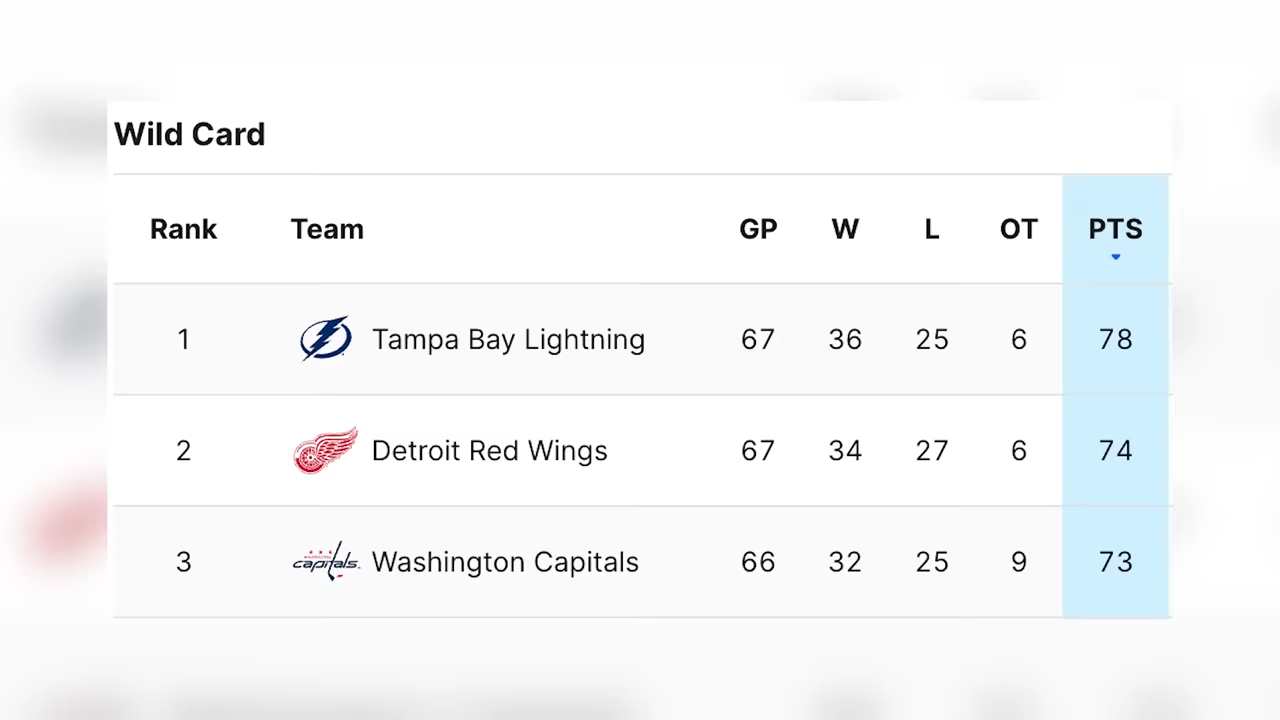 Wild Card
Rank Team GP W L OT PTS
1 Tampa Bay Lightning 67 36 25 6 78
2 Detroit Red Wings 67 34 27 6 74
3 capitals Washington Capitals 66 32 25 9 73